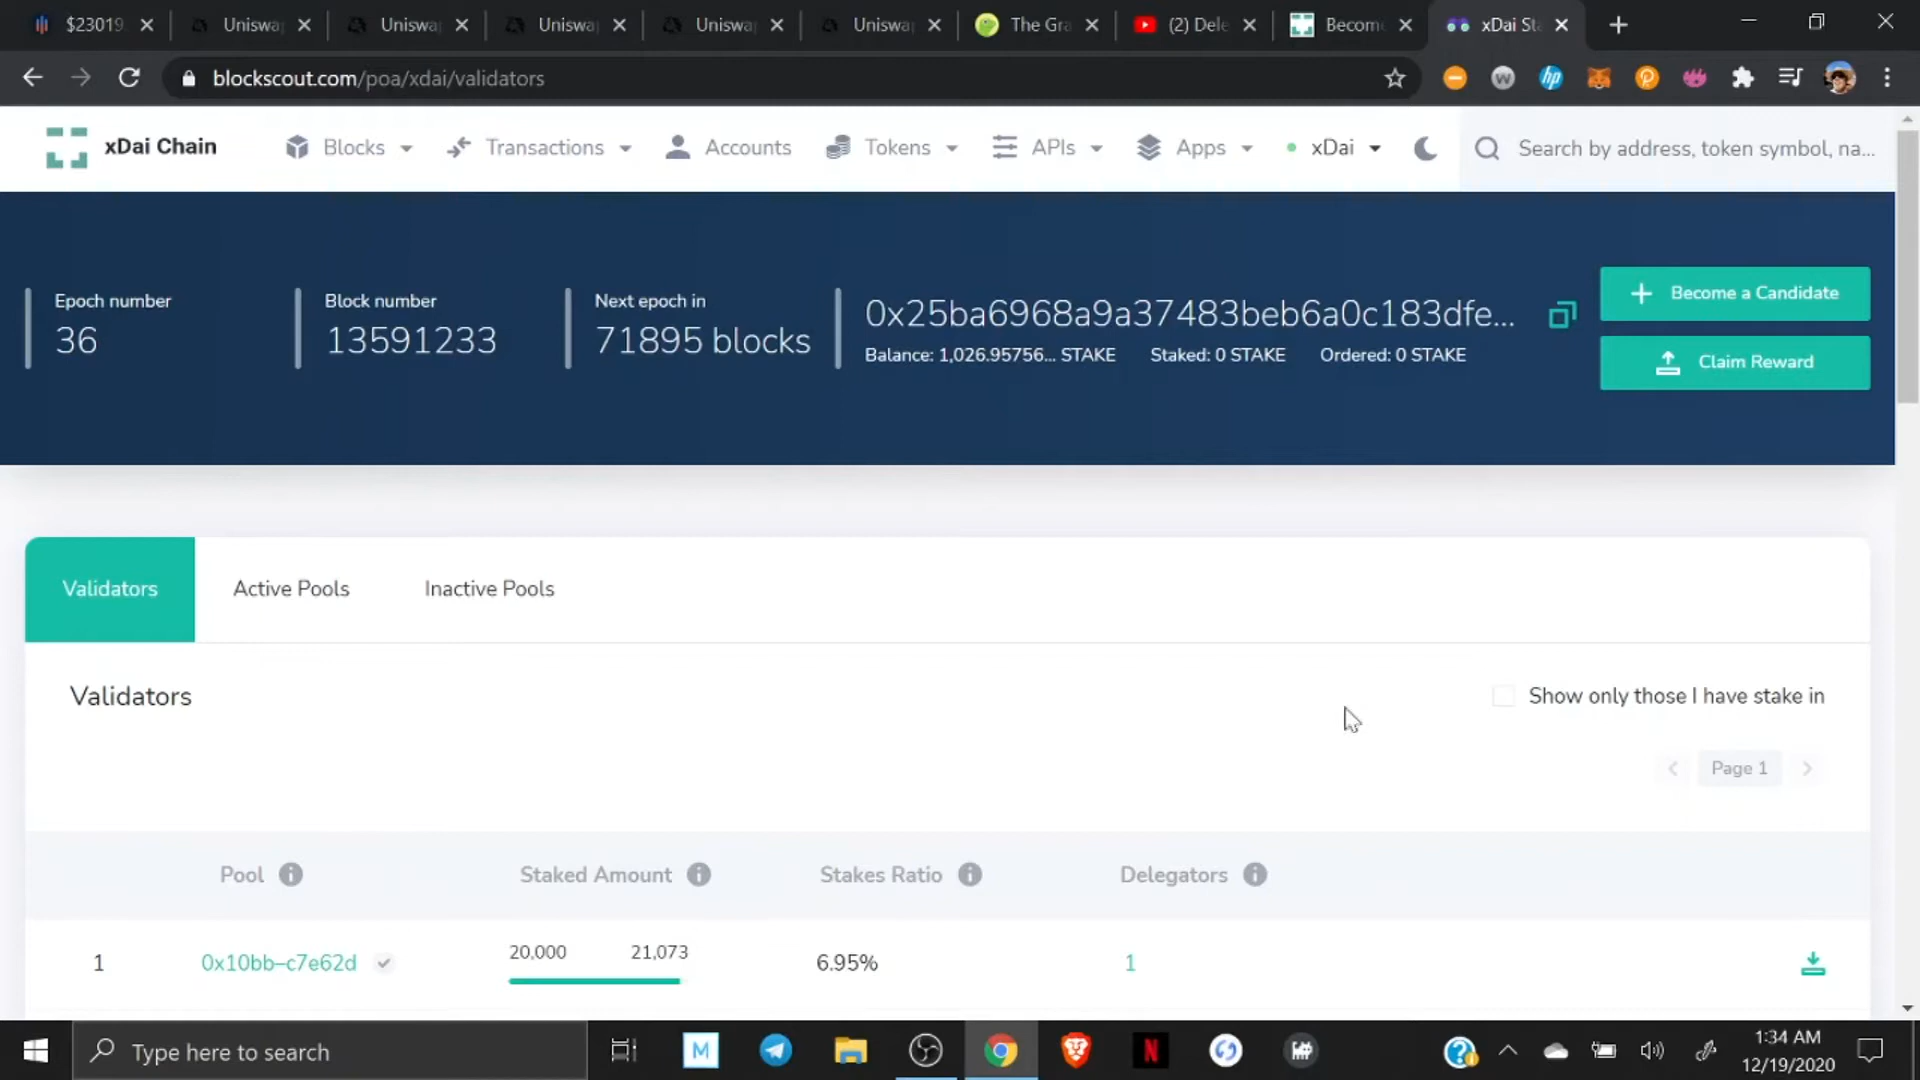 $23019
Uniswa
Uniswa
Uniswa
Uniswa
Uniswa
The Gra
(2) Dele
Becom
xDai Sta
blockscout.com/poa/xdai/validators
xDai Chain
Blocks
Transactions
Accounts
Tokens
APIs
Apps
xDai
Search by address, token symbol, na...
Epoch number
36
Block number
13591233
Next epoch in
71895 blocks
0x25ba6968a9a37483beb6a0c183dfe...
Balance: 1,026.95756... STAKE
Staked: 0 STAKE
Ordered: 0 STAKE
Become a Candidate
Claim Reward
Validators
Active Pools
Inactive Pools
Validators
Show only those I have stake in
Page 1
Pool
Staked Amount
Stakes Ratio
Delegators
1
0x10bb–c7e62d
20,000
21,073
6.95%
1
Type here to search
1:34 AM
12/19/2020